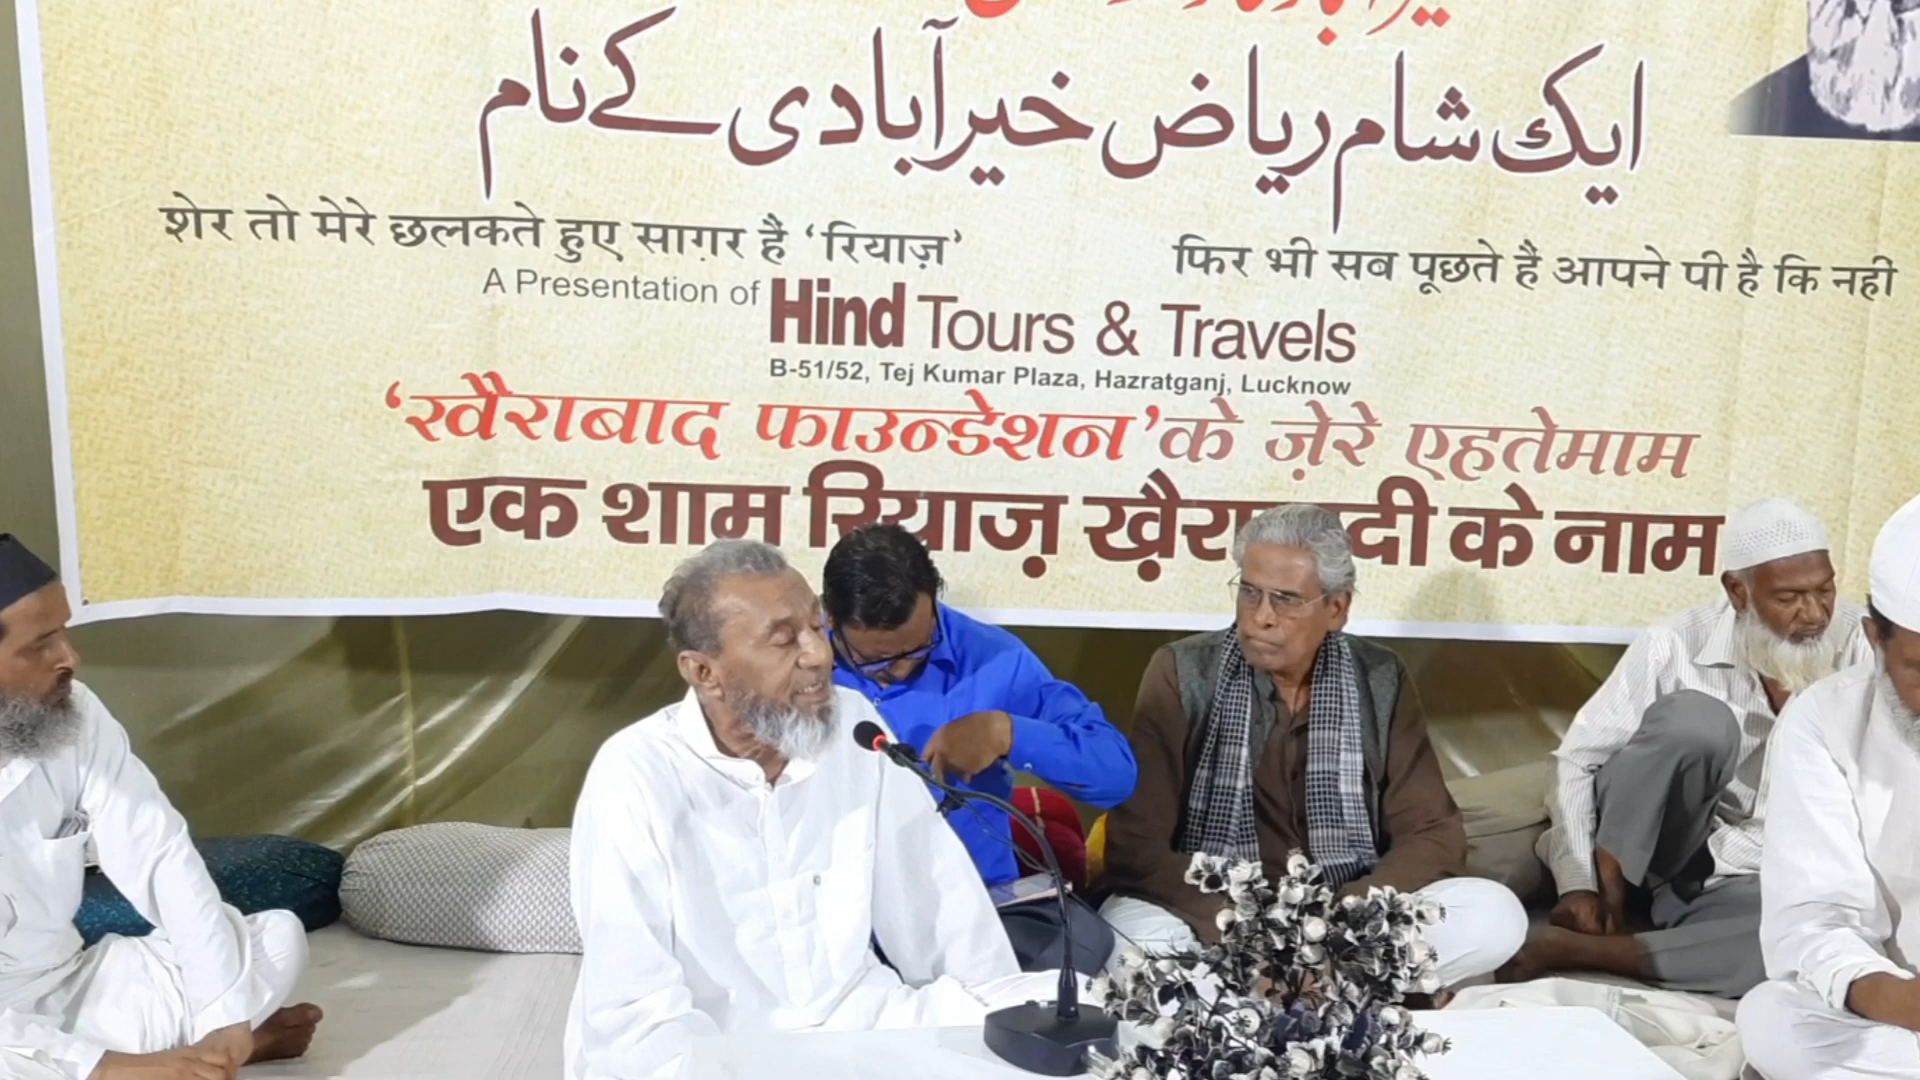 ایک شام ریاض خیرآبادی کے نام
शेर तो मेरे छलकते हुए साग़र हैं ‘रियाज़’ फिर भी सब पूछते हैं आपने पी है कि नहीं
A Presentation of Hind Tours & Travels
B-51/52, Tej Kumar Plaza, Hazratganj, Lucknow
‘खैराबाद फाउन्डेशन’ के ज़ेरे एहतेमाम
एक शाम रियाज़ ख़ैराबादी के नाम